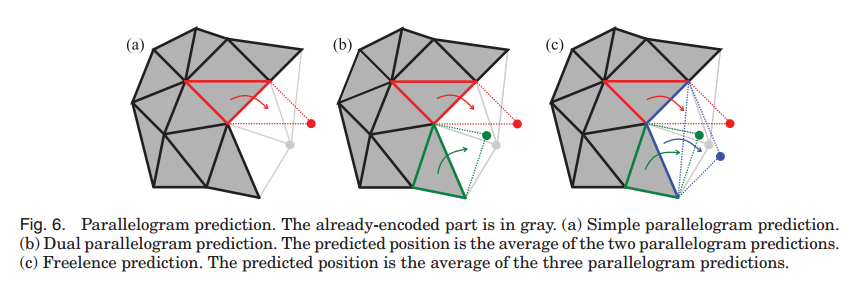 (a) (b) (c)
Fig. 6. Parallelogram prediction. The already-encoded part is in gray. (a) Simple parallelogram prediction.
(b) Dual parallelogram prediction. The predicted position is the average of the two parallelogram predictions.
(c) Freelence prediction. The predicted position is the average of the three parallelogram predictions.